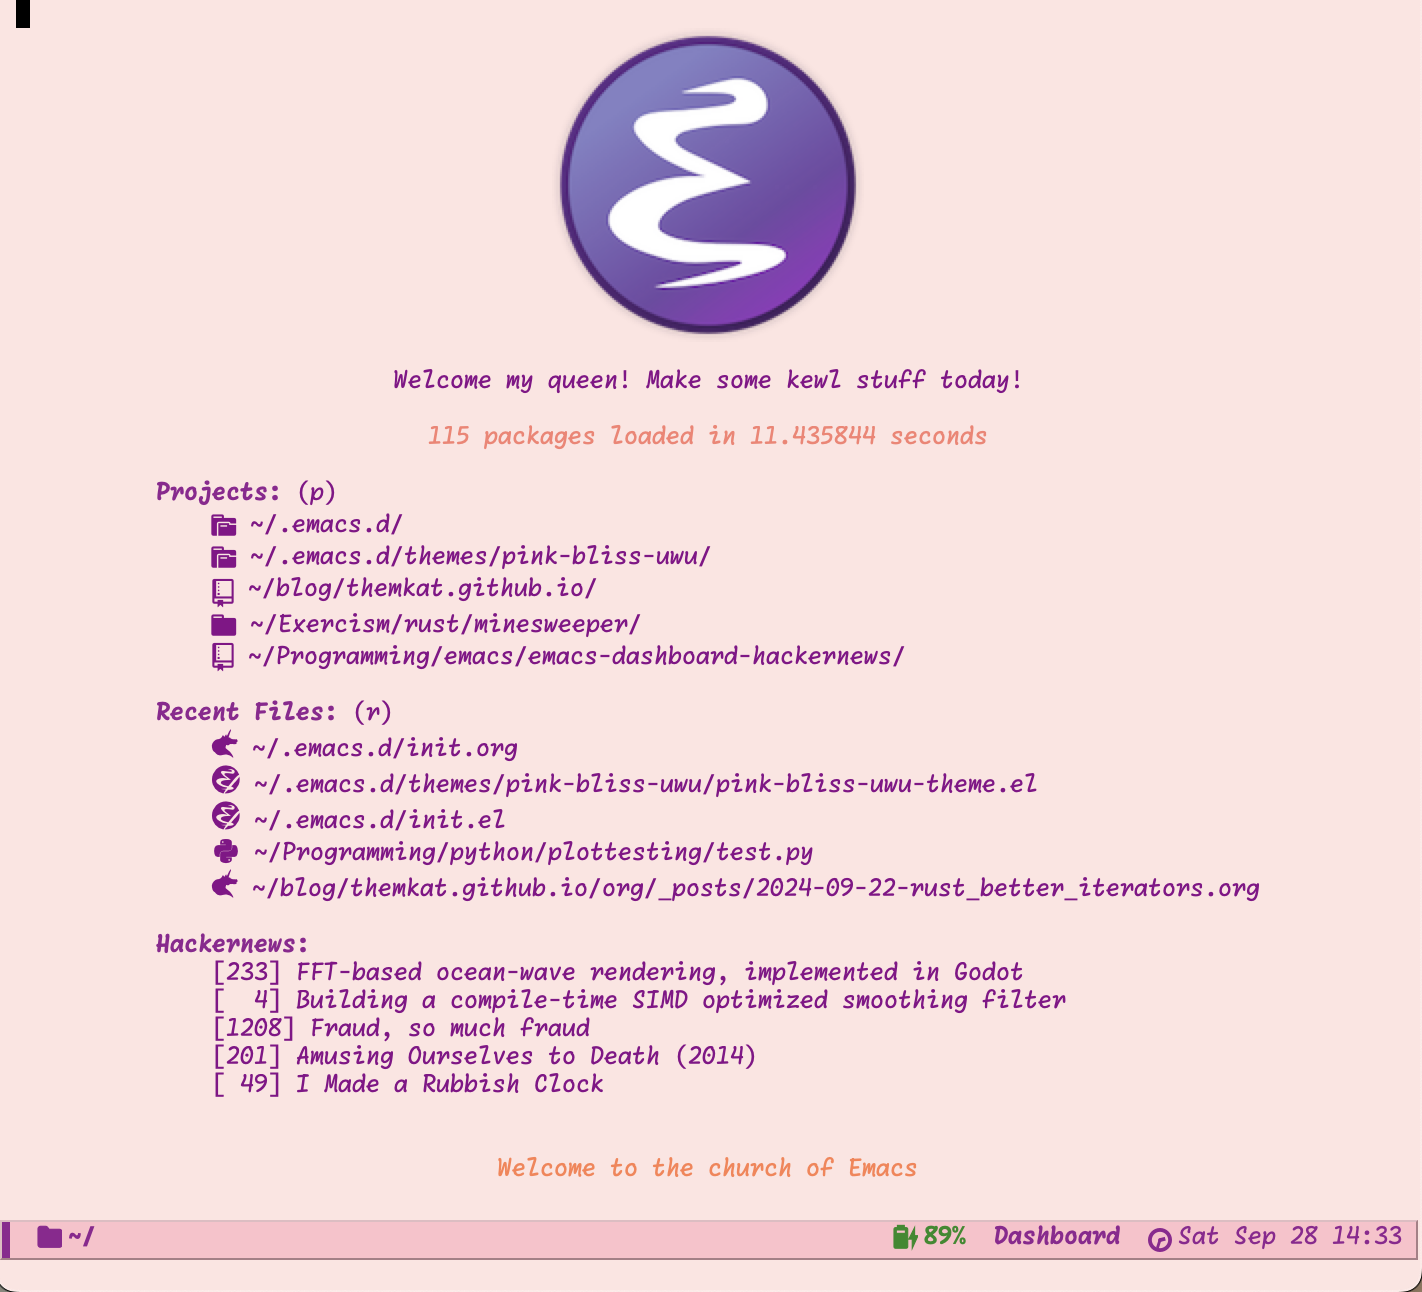 Welcome my queen! Make some kewl stuff today!
115 packages loaded in 11.435844 seconds
Projects: (p)
~/.emacs.d/
~/.emacs.d/themes/pink-bliss-uwu/
~/blog/themkat.github.io/
~/Exercism/rust/minesweeper/
~/Programming/emacs/emacs-dashboard-hackernews/
Recent Files: (r)
~/.emacs.d/init.org
~/.emacs.d/themes/pink-bliss-uwu/pink-bliss-uwu-theme.el
~/.emacs.d/init.el
~/Programming/python/plottesting/test.py
~/blog/themkat.github.io/org/_posts/2024-09-22-rust_better_iterators.org
Hackernews:
[233] FFT-based ocean-wave rendering, implemented in Godot
[  4] Building a compile-time SIMD optimized smoothing filter
[1208] Fraud, so much fraud
[201] Amusing Ourselves to Death (2014)
[ 49] I Made a Rubbish Clock
Welcome to the church of Emacs
~/ 89% Dashboard Sat Sep 28 14:33